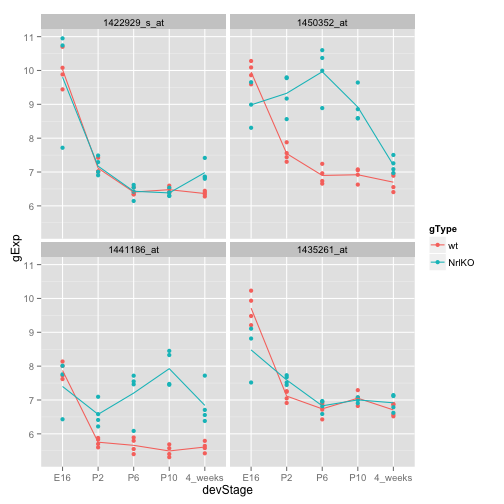 1422929_s_at 1450352_at
11
10
9
8
7
6
gExp
1441186_at 1435261_at
11
10
9
8
7
6
E16 P2 P6 P10 4_weeks E16 P2 P6 P10 4_weeks
devStage
gType
wt
NrlKO